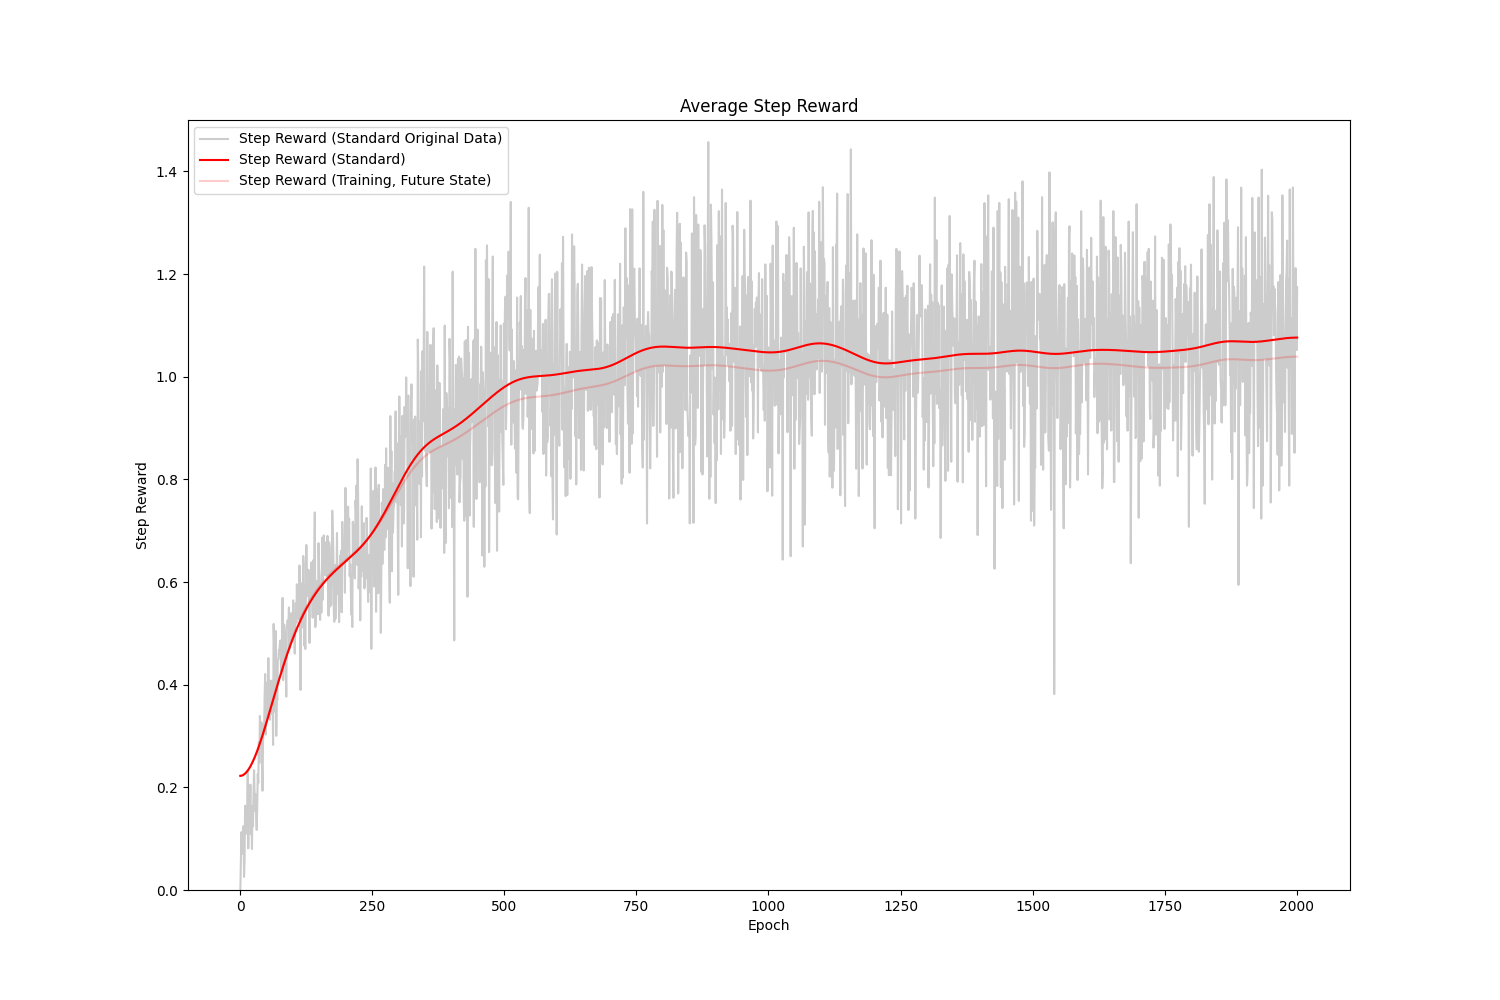 Average Step Reward
Step Reward (Standard Original Data)
Step Reward (Standard)
Step Reward (Training, Future State)
1.4
1.2
1.0
0.8
0.6
0.4
0.2
0.0
Step Reward
0 250 500 750 1000 1250 1500 1750 2000
Epoch